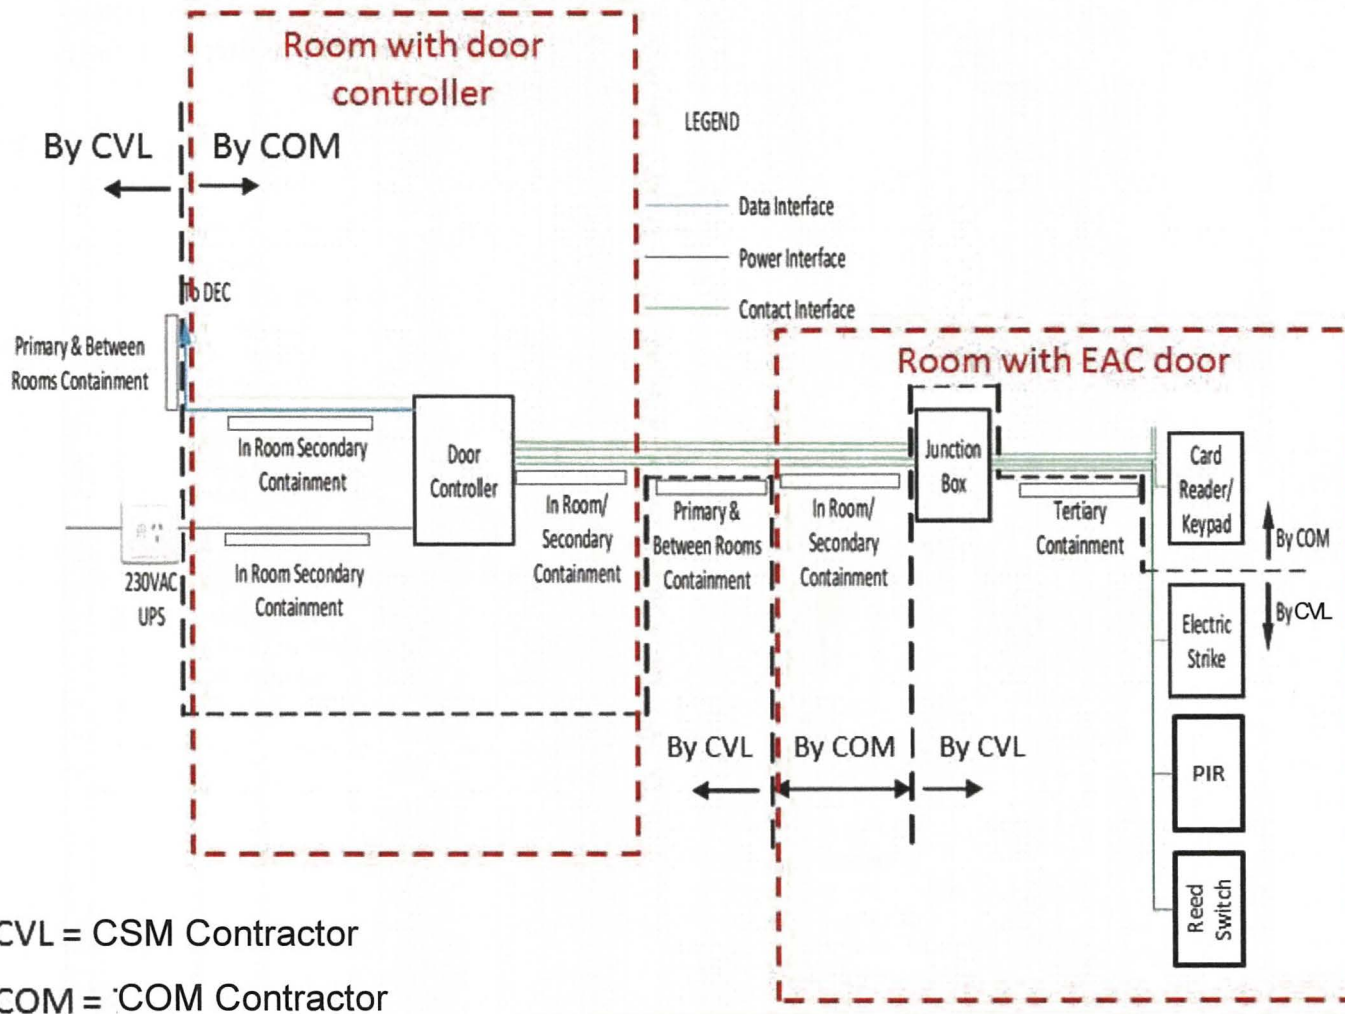 Room with door
controller
By CVL
By COM
LEGEND
Data Interface
Power Interface
Contact Interface
To DEC
Primary & Between
Rooms Containment
In Room Secondary
Containment
Door
Controller
230VAC
UPS
In Room Secondary
Containment
In Room/
Secondary
Containment
Primary &
Between Rooms
Containment
Room with EAC door
In Room/
Secondary
Containment
Junction
Box
Tertiary
Containment
Card
Reader/
Keypad
By COM
By CVL
Electric
Strike
PIR
Reed
Switch
By CVL
By COM
By CVL
CVL = CSM Contractor
COM = COM Contractor